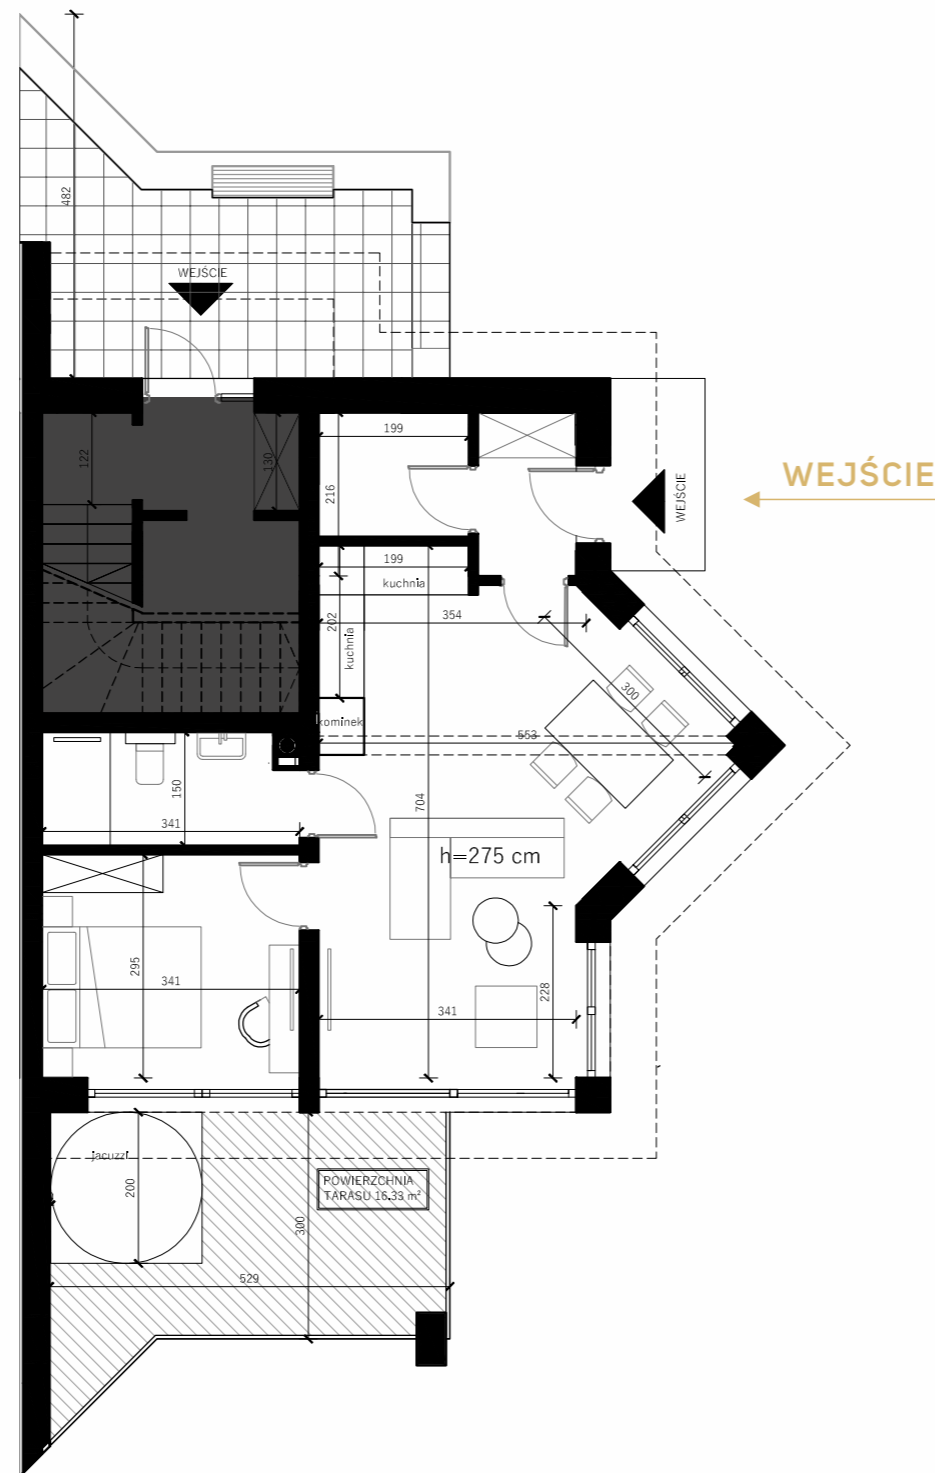 482
WEJŚCIE
122
130
199
216
WEJŚCIE
WEJŚCIE
199
kuchnia
354
202
kuchnia
300
kominek
553
150
341
704
h=275 cm
295
341
228
341
jacuzzi
200
POWIERZCHNIA
TARASU 16.33 m²
300
529